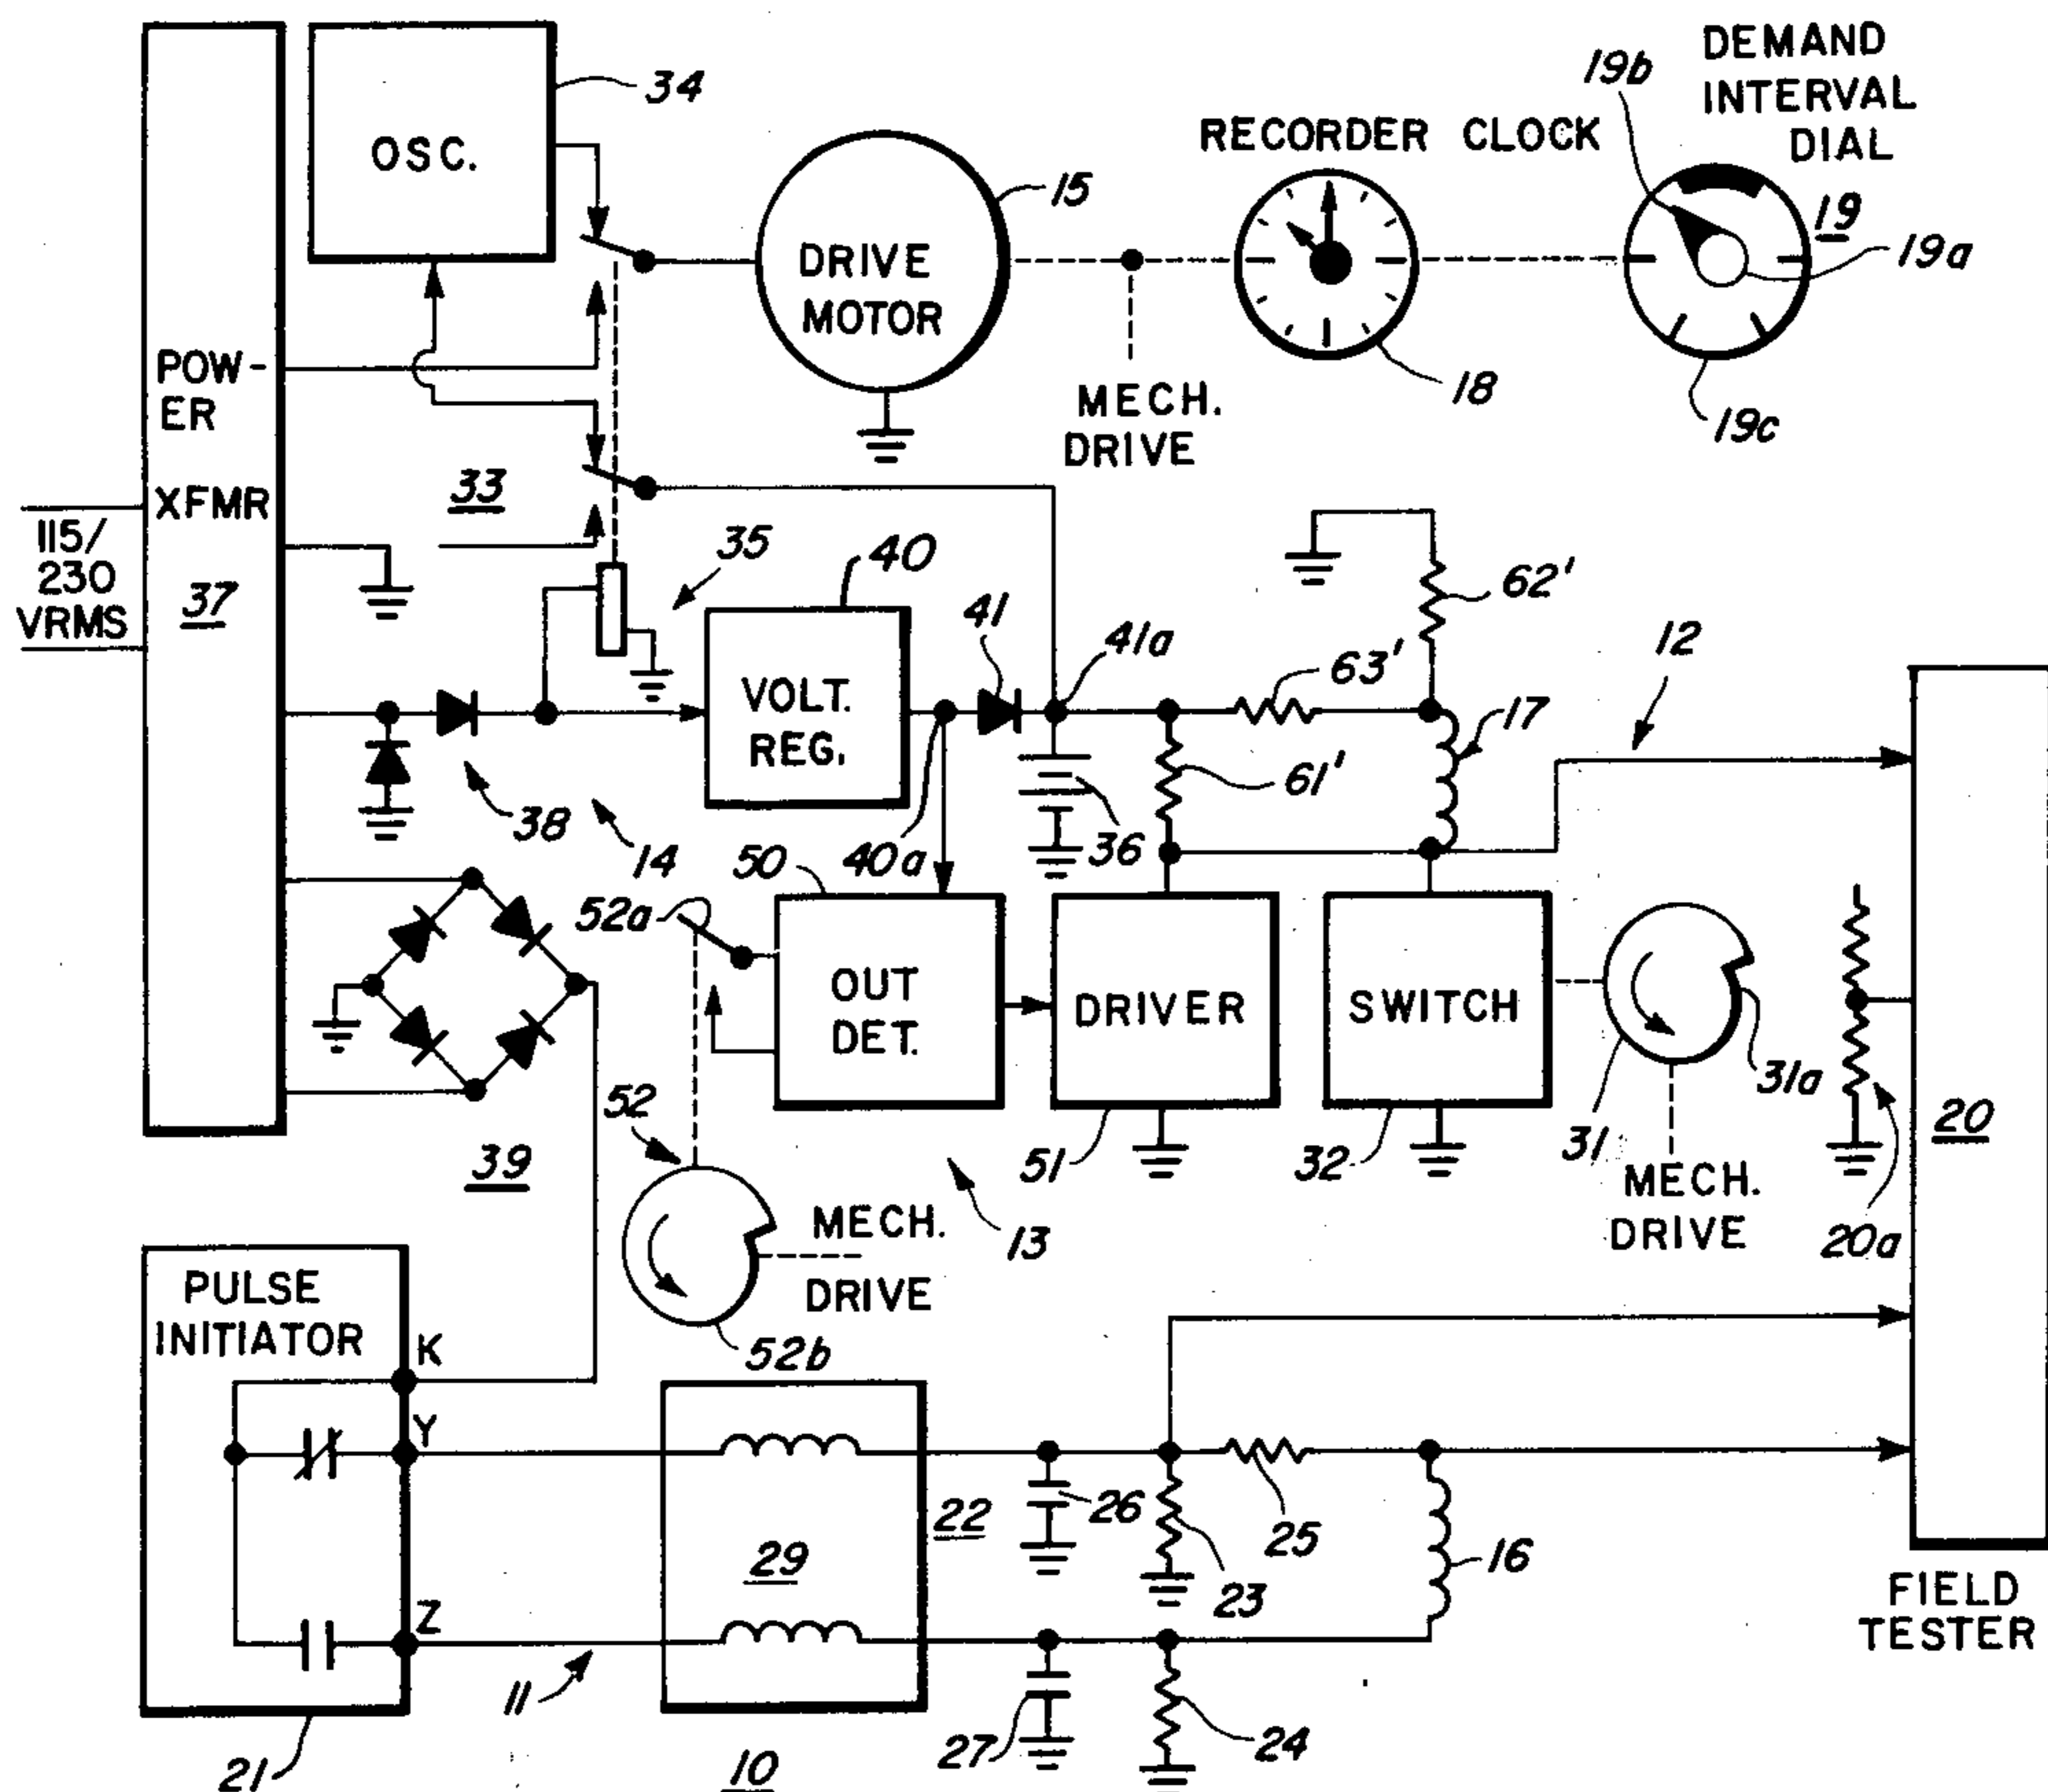 34
OSC.
15
DRIVE
MOTOR
RECORDER CLOCK
18
DEMAND
INTERVAL
DIAL
19b
19
19a
19c
MECH.
DRIVE
POW-
ER
XFMR
37
115/
230
VRMS
33
35
40
VOLT.
REG.
41
41a
40a
36
63'
62'
61'
17
12
38
14
50
52a
OUT
DET.
DRIVER
51
SWITCH
32
31
31a
MECH.
DRIVE
20
20a
39
52
MECH.
DRIVE
52b
13
PULSE
INITIATOR
K
Y
Z
21
11
29
22
10
26
23
25
16
27
24
FIELD
TESTER